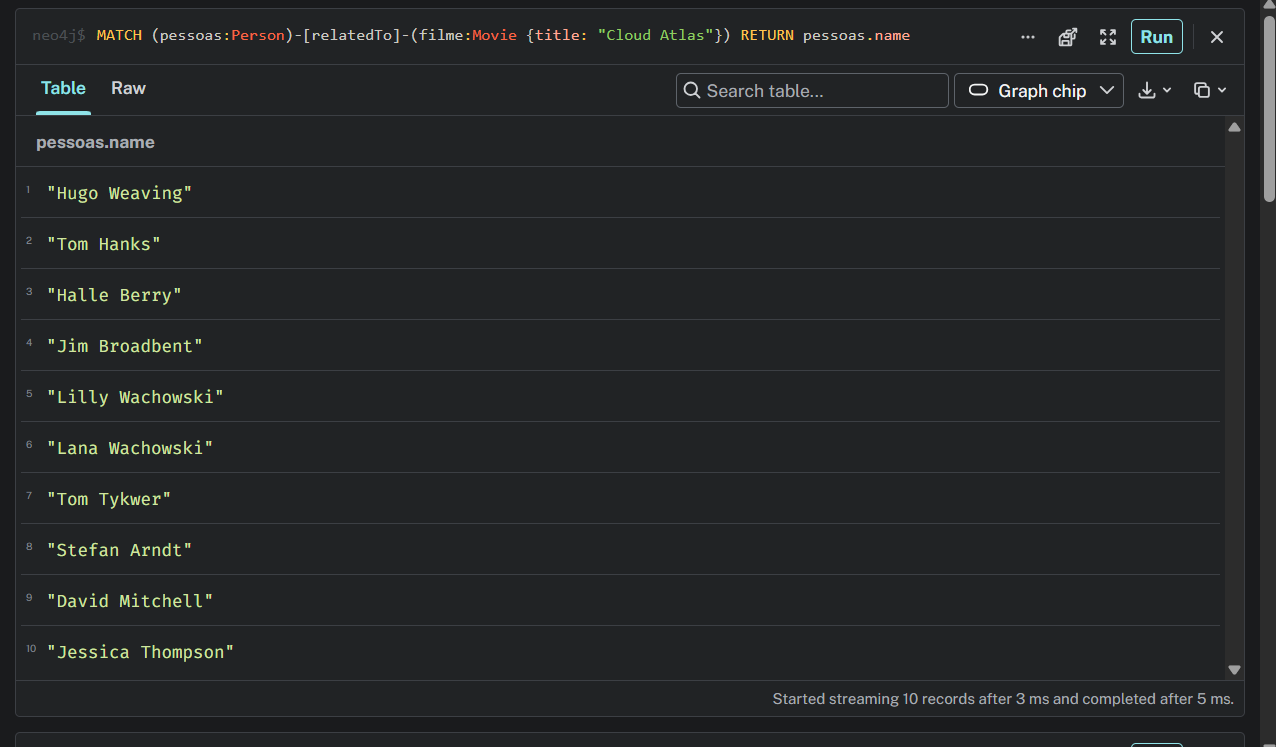 neo4j$ MATCH (pessoas:Person)-[relatedTo]-(filme:Movie {title: "Cloud Atlas"}) RETURN pessoas.name
Run
Table Raw
Search table...
Graph chip
pessoas.name
1 "Hugo Weaving"
2 "Tom Hanks"
3 "Halle Berry"
4 "Jim Broadbent"
5 "Lilly Wachowski"
6 "Lana Wachowski"
7 "Tom Tykwer"
8 "Stefan Arndt"
9 "David Mitchell"
10 "Jessica Thompson"
Started streaming 10 records after 3 ms and completed after 5 ms.